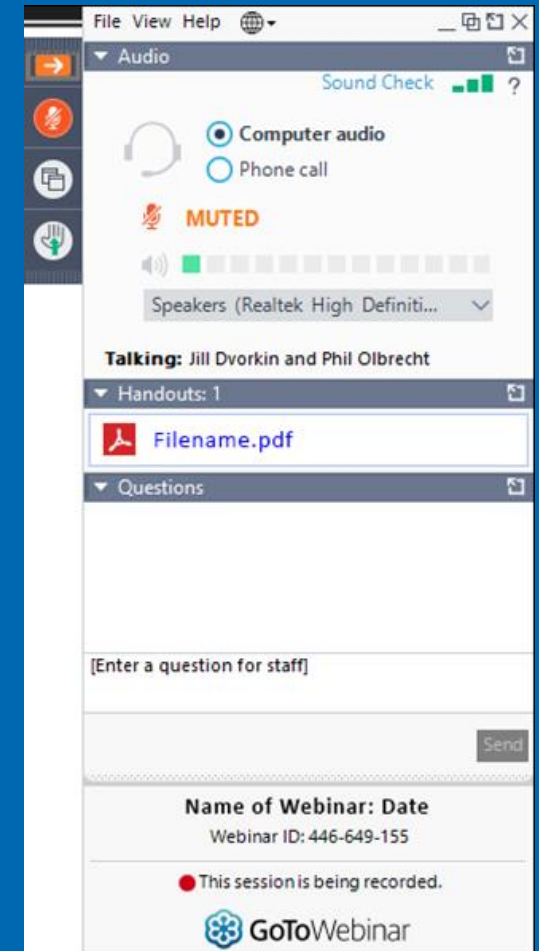 File View Help
Audio
Sound Check ?
Computer audio
Phone call
MUTED
Speakers (Realtek High Definiti...
Talking: Jill Dvorkin and Phil Olbrecht
Handouts: 1
Filename.pdf
Questions
[Enter a question for staff]
Send
Name of Webinar: Date
Webinar ID: 446-649-155
This session is being recorded.
GoToWebinar